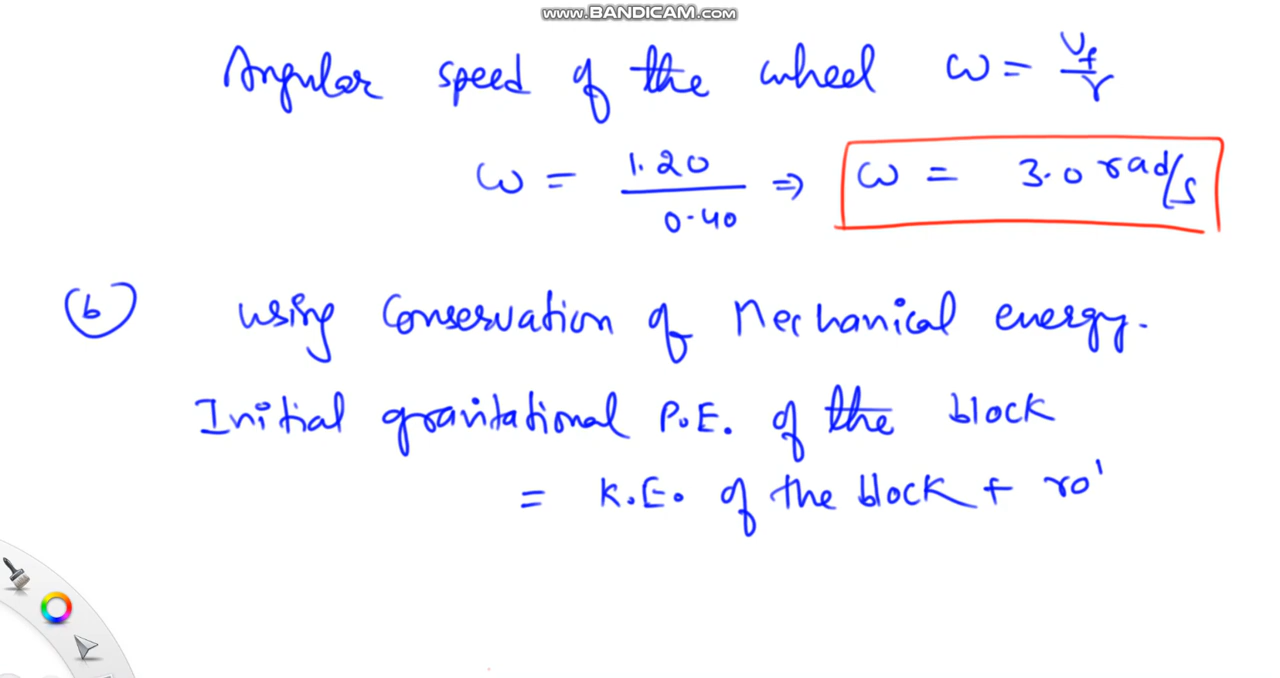 www.BANDICAM.com
Angular speed of the wheel ω = v_f/r
ω = 1.20/0.40 ⇒ ω = 3.0 rad/s
(b) using Conservation of Mechanical energy.
Initial gravitational P.E. of the block
= K.E. of the block + ro